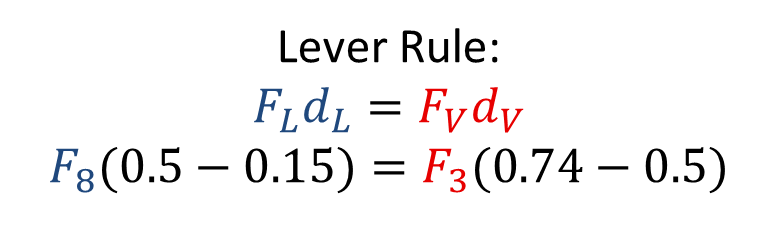 Lever Rule:
F_L d_L = F_V d_V
F_8(0.5 − 0.15) = F_3(0.74 − 0.5)